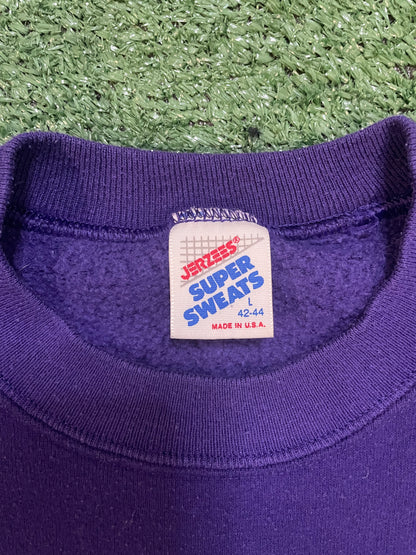 JERZEES®
SUPER
SWEATS
L
42-44
MADE IN U.S.A.